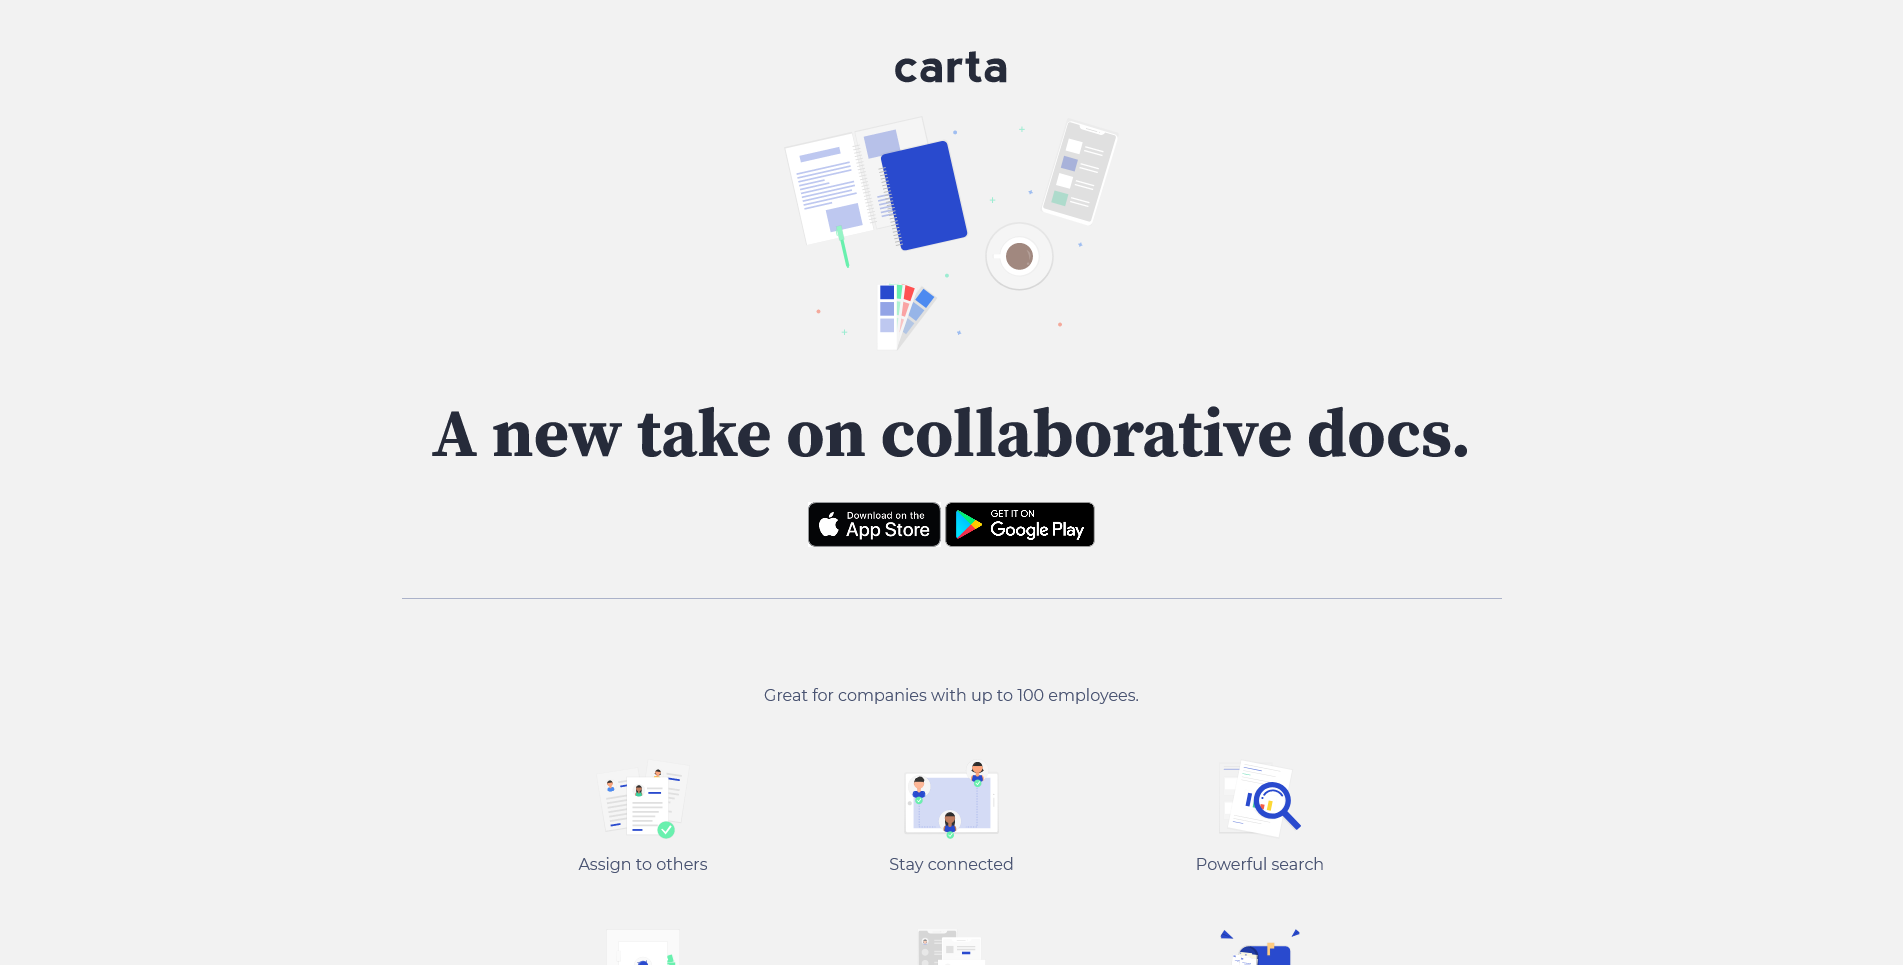 carta
A new take on collaborative docs.
Download on the
App Store
GET IT ON
Google Play
Great for companies with up to 100 employees.
Assign to others
Stay connected
Powerful search